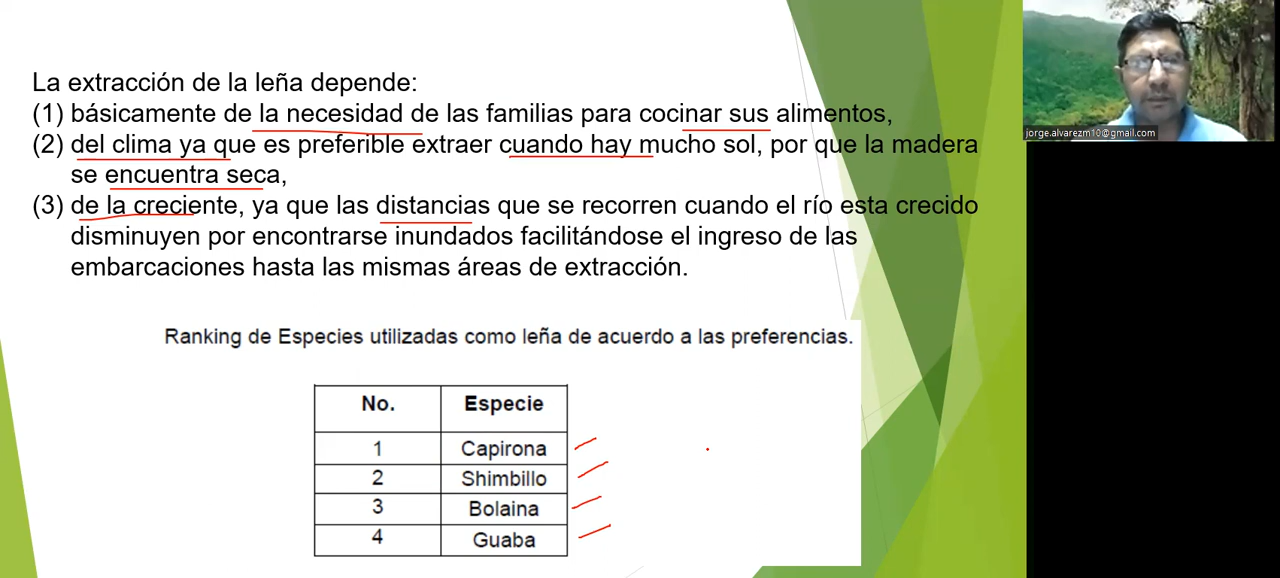 La extracción de la leña depende:
(1) básicamente de la necesidad de las familias para cocinar sus alimentos,
(2) del clima ya que es preferible extraer cuando hay mucho sol, por que la madera
se encuentra seca,
(3) de la creciente, ya que las distancias que se recorren cuando el río esta crecido
disminuyen por encontrarse inundados facilitándose el ingreso de las
embarcaciones hasta las mismas áreas de extracción.
Ranking de Especies utilizadas como leña de acuerdo a las preferencias.
No. Especie
1 Capirona
2 Shimbillo
3 Bolaina
4 Guaba
jorge.alvarezm10@gmail.com